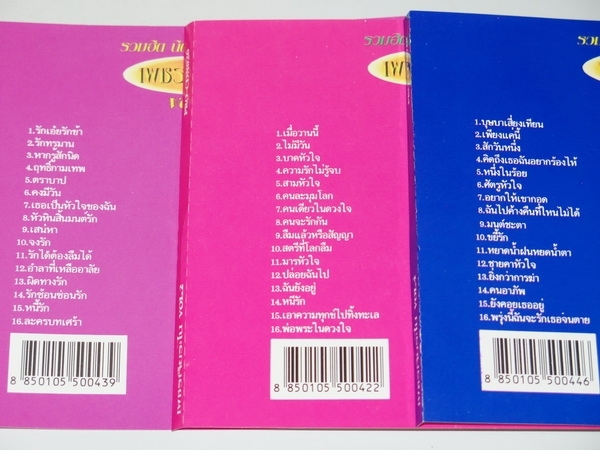 รวมฮิต
1.รักเอ๋ยรักข้า
2.รักทรมาน
3.หากรู้สักนิด
4.ฤทธิ์กามเทพ
5.ตราบาป
6.คงมีวัน
7.เธอเป็นหัวใจของฉัน
8.หัวหินสิ้นมนต์รัก
9.เสน่หา
10.จงรัก
11.รักได้ต้องลืมได้
12.อำลาที่เหลืออาลัย
13.ผิดทางรัก
14.รักซ้อนซ่อนรัก
15.หนี้รัก
16.ละครบทเศร้า
8 850105 500439
VOL.2
รวมฮิต
1.เมื่อวานนี้
2.ไม่มีวัน
3.บาดหัวใจ
4.ความรักไม่รู้จบ
5.สามหัวใจ
6.คนละมุมโลก
7.คนเดียวในดวงใจ
8.คนจะรักกัน
9.ลืมแล้วหรือสัญญา
10.สตรีที่โลกลืม
11.มารหัวใจ
12.ปล่อยฉันไป
13.ฉันยังอยู่
14.หนี้รัก
15.เอาความทุกข์ไปทิ้งทะเล
16.พ่อพระในดวงใจ
8 850105 500422
รวม
1.บุษบาเสี่ยงเทียน
2.เพียงแค่นี้
3.สักวันหนึ่ง
4.คิดถึงเธอฉันอยากร้องไห้
5.หนึ่งในร้อย
6.ศัตรูหัวใจ
7.อยากให้เขากอด
8.ฉันไปค้างคืนที่ไหนไม่ได้
9.มนต์ชะตา
10.ขยี้รัก
11.หยาดน้ำฝนหยดน้ำตา
12.ชายคาหัวใจ
13.ยิ่งกว่าการฆ่า
14.คนอาภัพ
15.ยังคอยเธออยู่
16.พรุ่งนี้ฉันจะรักเธอจนตาย
8 850105 500446